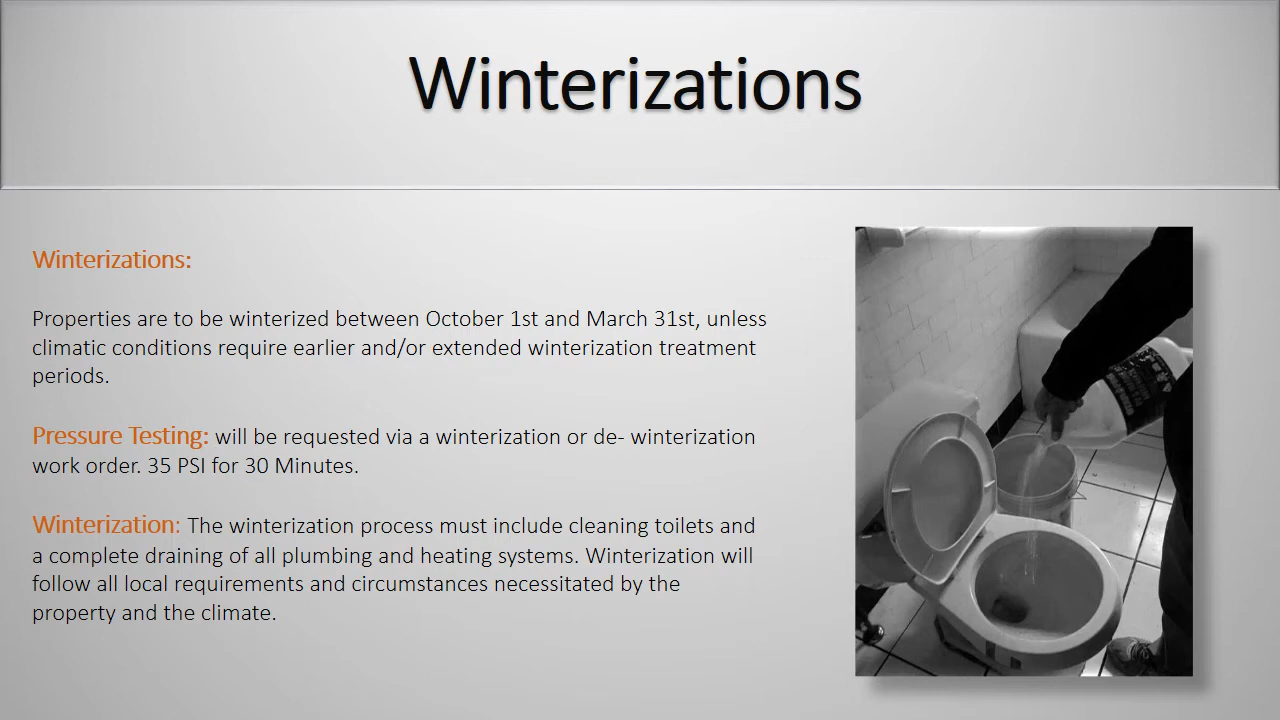 Winterizations
Winterizations:
Properties are to be winterized between October 1st and March 31st, unless
climatic conditions require earlier and/or extended winterization treatment
periods.
Pressure Testing: will be requested via a winterization or de- winterization
work order. 35 PSI for 30 Minutes.
Winterization: The winterization process must include cleaning toilets and
a complete draining of all plumbing and heating systems. Winterization will
follow all local requirements and circumstances necessitated by the
property and the climate.